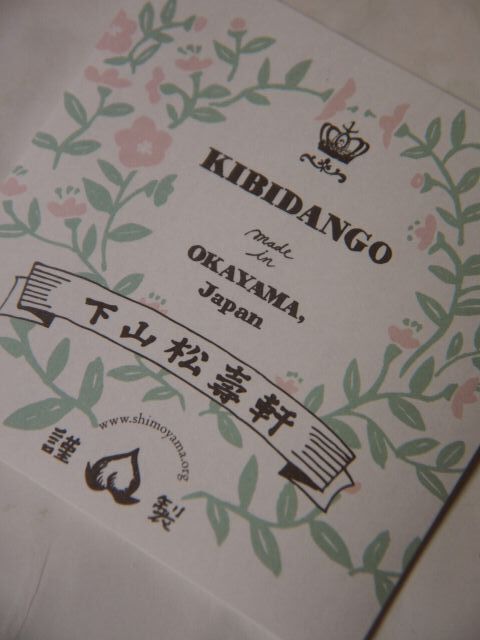 KIBIDANGO
made
in
OKAYAMA,
Japan
下山松壽軒
www.shimoyama.org
謹製